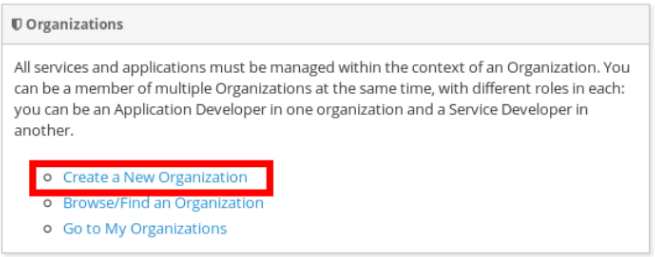 Organizations
All services and applications must be managed within the context of an Organization. You
can be a member of multiple Organizations at the same time, with different roles in each:
you can be an Application Developer in one organization and a Service Developer in
another.
Create a New Organization
Browse/Find an Organization
Go to My Organizations